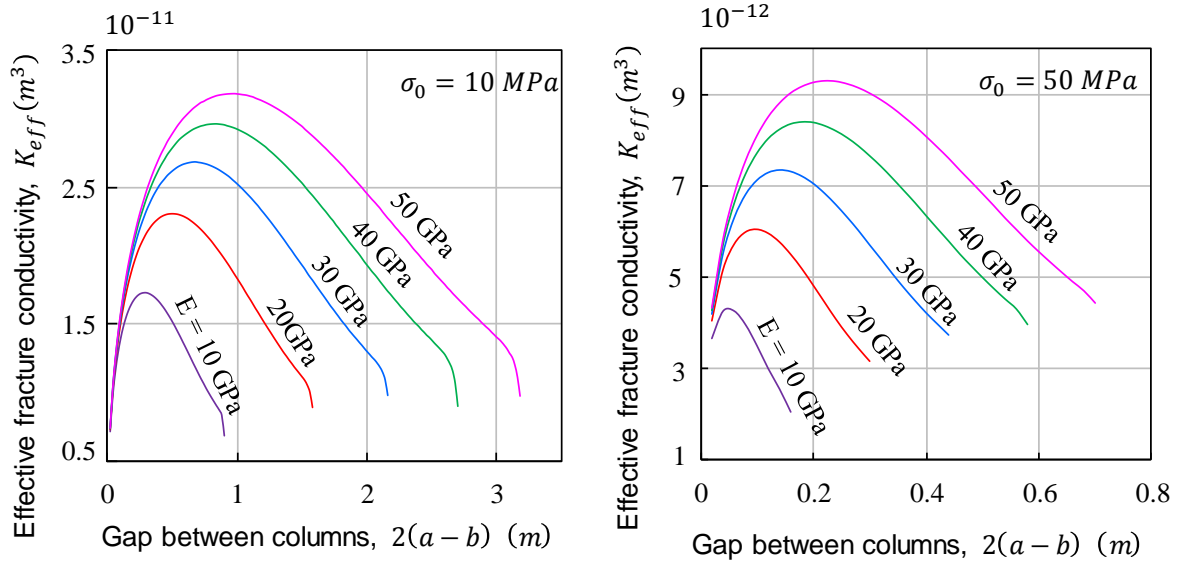 10⁻¹¹
3.5
2.5
1.5
0.5
Effective fracture conductivity, K_eff(m³)
σ₀ = 10 MPa
50 GPa
40 GPa
30 GPa
20GPa
E = 10 GPa
0 1 2 3
Gap between columns, 2(a − b) (m)
10⁻¹²
9
7
5
3
1
Effective fracture conductivity, K_eff(m³)
σ₀ = 50 MPa
50 GPa
40 GPa
30 GPa
20 GPa
E = 10 GPa
0 0.2 0.4 0.6 0.8
Gap between columns, 2(a − b) (m)